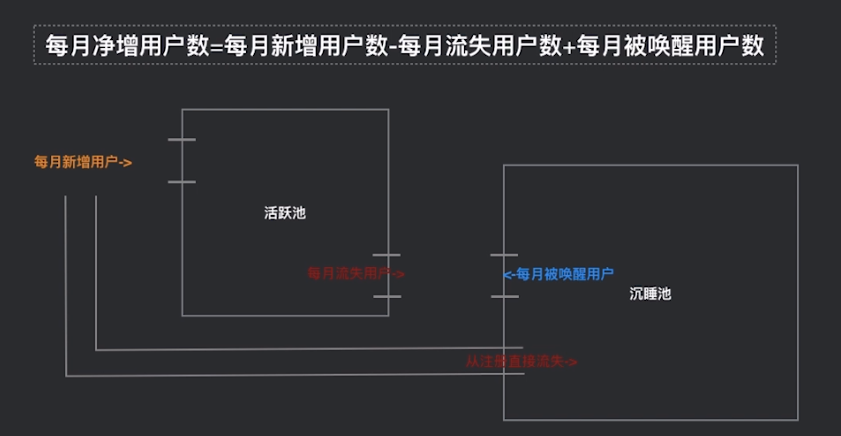 每月净增用户数=每月新增用户数-每月流失用户数+每月被唤醒用户数
每月新增用户->
活跃池
每月流失用户->
<-每月被唤醒用户
沉睡池
从注册直接流失->